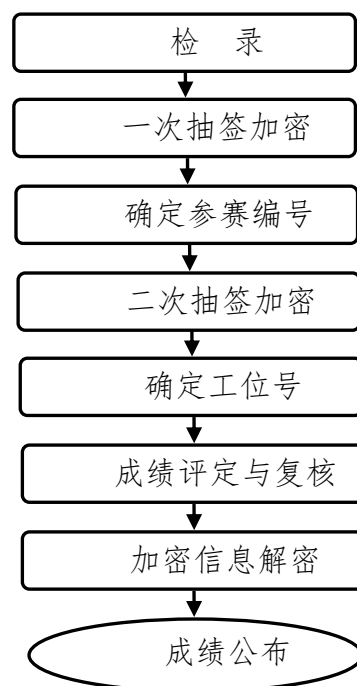 检 录
一次抽签加密
确定参赛编号
二次抽签加密
确定工位号
成绩评定与复核
加密信息解密
成绩公布